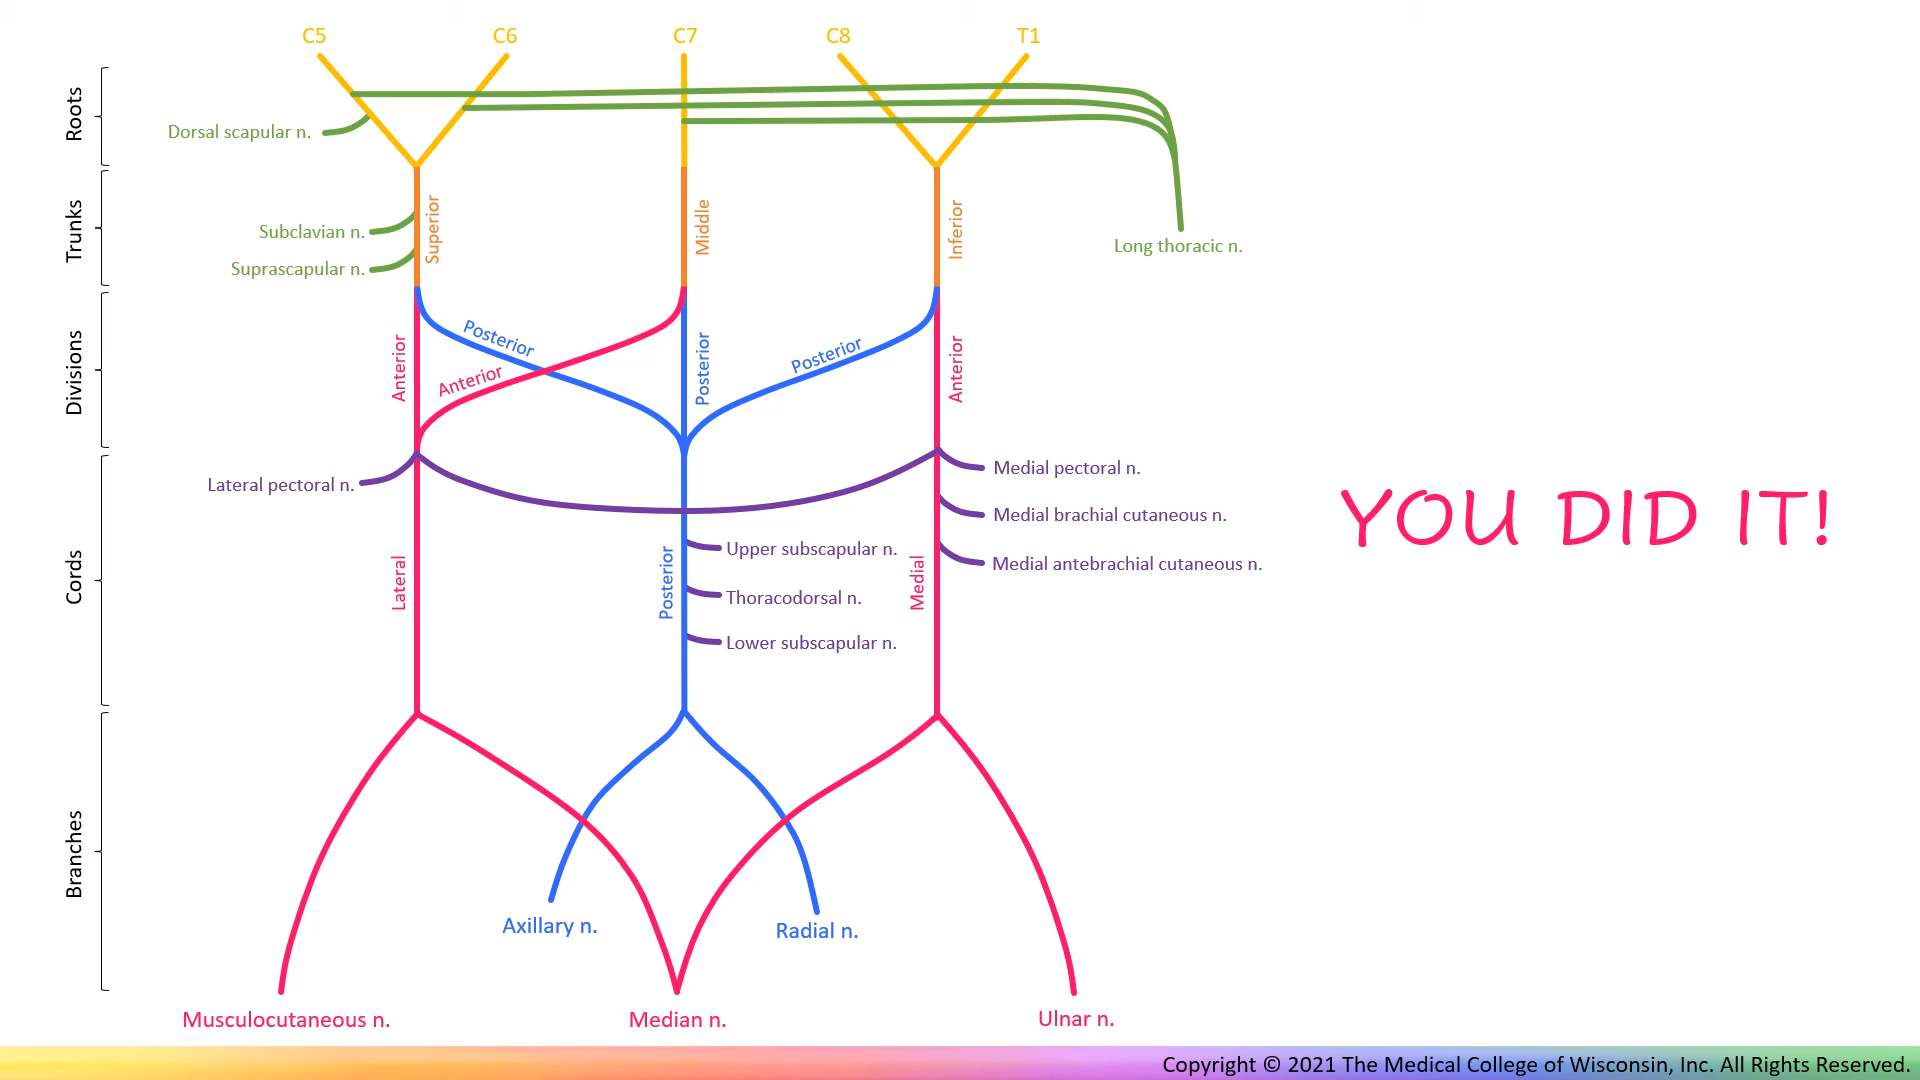 C5
C6
C7
C8
T1
Roots
Dorsal scapular n.
Trunks
Superior
Middle
Inferior
Subclavian n.
Suprascapular n.
Long thoracic n.
Divisions
Anterior
Posterior
Anterior
Posterior
Posterior
Anterior
Cords
Lateral pectoral n.
Medial pectoral n.
Medial brachial cutaneous n.
Medial antebrachial cutaneous n.
Upper subscapular n.
Thoracodorsal n.
Lower subscapular n.
Lateral
Posterior
Medial
YOU DID IT!
Branches
Axillary n.
Radial n.
Musculocutaneous n.
Median n.
Ulnar n.
Copyright © 2021 The Medical College of Wisconsin, Inc. All Rights Reserved.